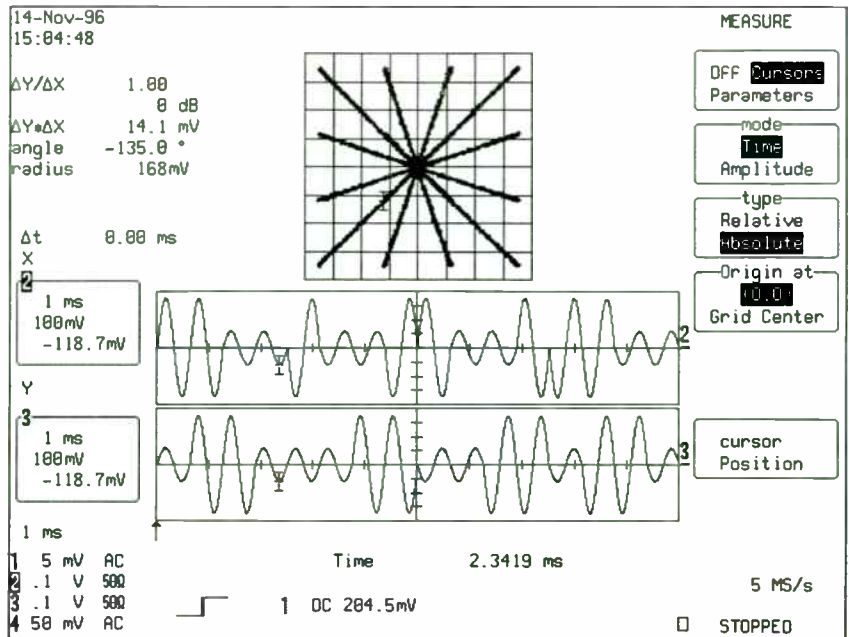 14-Nov-96
15:04:48
ΔY/ΔX 1.00
0 dB
ΔY*ΔX 14.1 mV
angle -135.0 °
radius 168mV
Δt 0.00 ms
X
2
1 ms
100mV
-118.7mV
Y
3
1 ms
100mV
-118.7mV
1 ms
1 5 mV AC
2 .1 V 50Ω
3 .1 V 50Ω
4 50 mV AC
2
3
Time 2.3419 ms
1 DC 204.5mV
MEASURE
OFF Cursors
Parameters
mode
Time
Amplitude
type
Relative
Absolute
Origin at
(0.0)
Grid Center
cursor
Position
5 MS/s
STOPPED